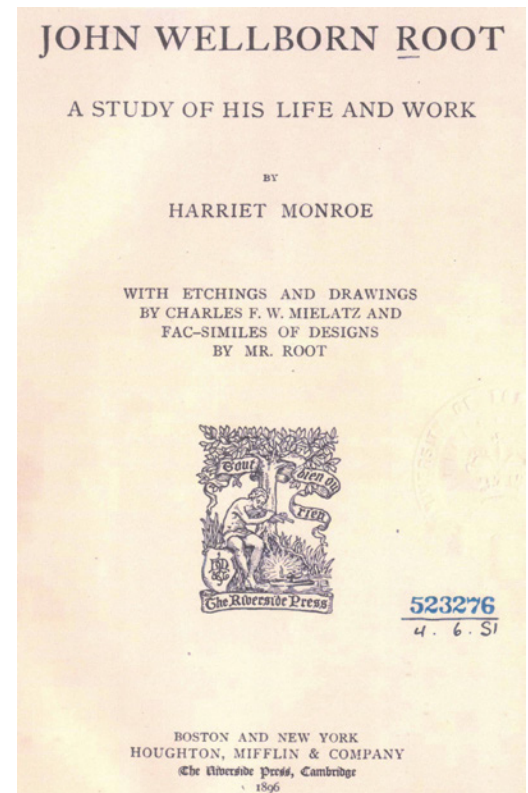 JOHN WELLBORN ROOT
A STUDY OF HIS LIFE AND WORK
BY
HARRIET MONROE
WITH ETCHINGS AND DRAWINGS
BY CHARLES F. W. MIELATZ AND
FAC-SIMILES OF DESIGNS
BY MR. ROOT
Tout bien ou
rien
The Riverside Press
523276
4. 6. 51
BOSTON AND NEW YORK
HOUGHTON, MIFFLIN & COMPANY
The Riverside Press, Cambridge
1896